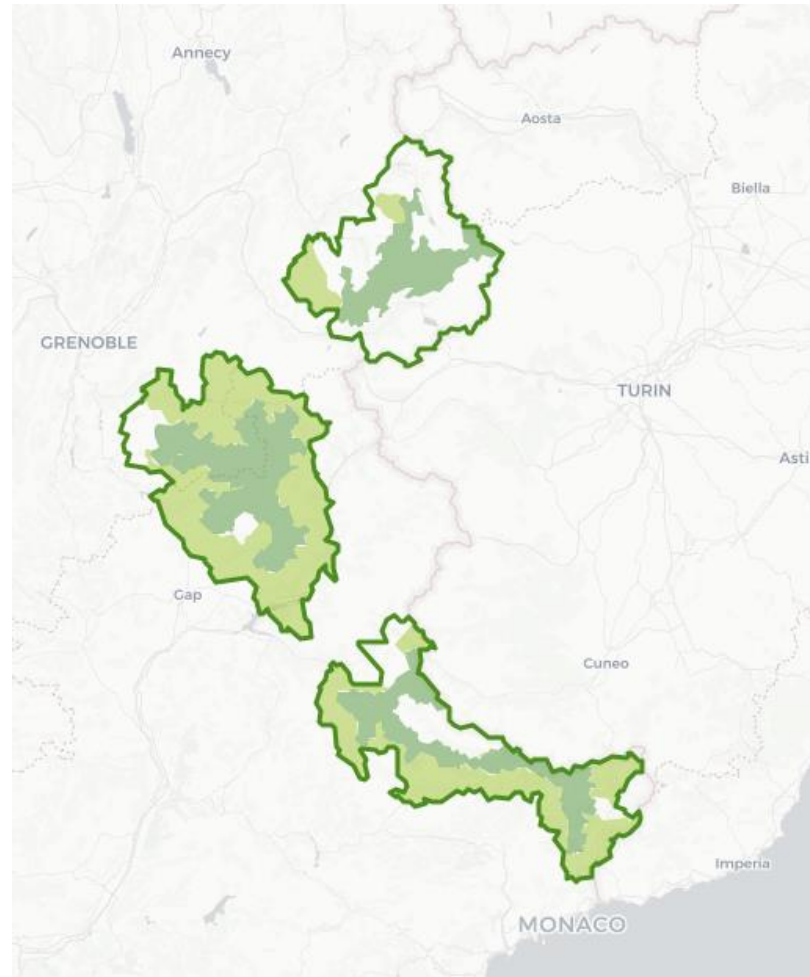 Annecy
Aosta
Biella
GRENOBLE
TURIN
Asti
Gap
Cuneo
Imperia
MONACO